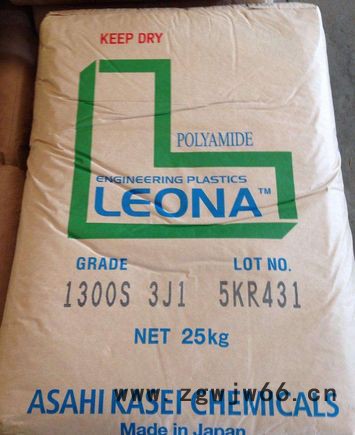 KEEP DRY
POLYAMIDE
ENGINEERING PLASTICS
LEONA™
GRADE LOT NO.
1300S 3J1 5KR431
NET 25kg
www.zgwjw66.cn
ASAHI KASEI CHEMICALS
Made in Japan